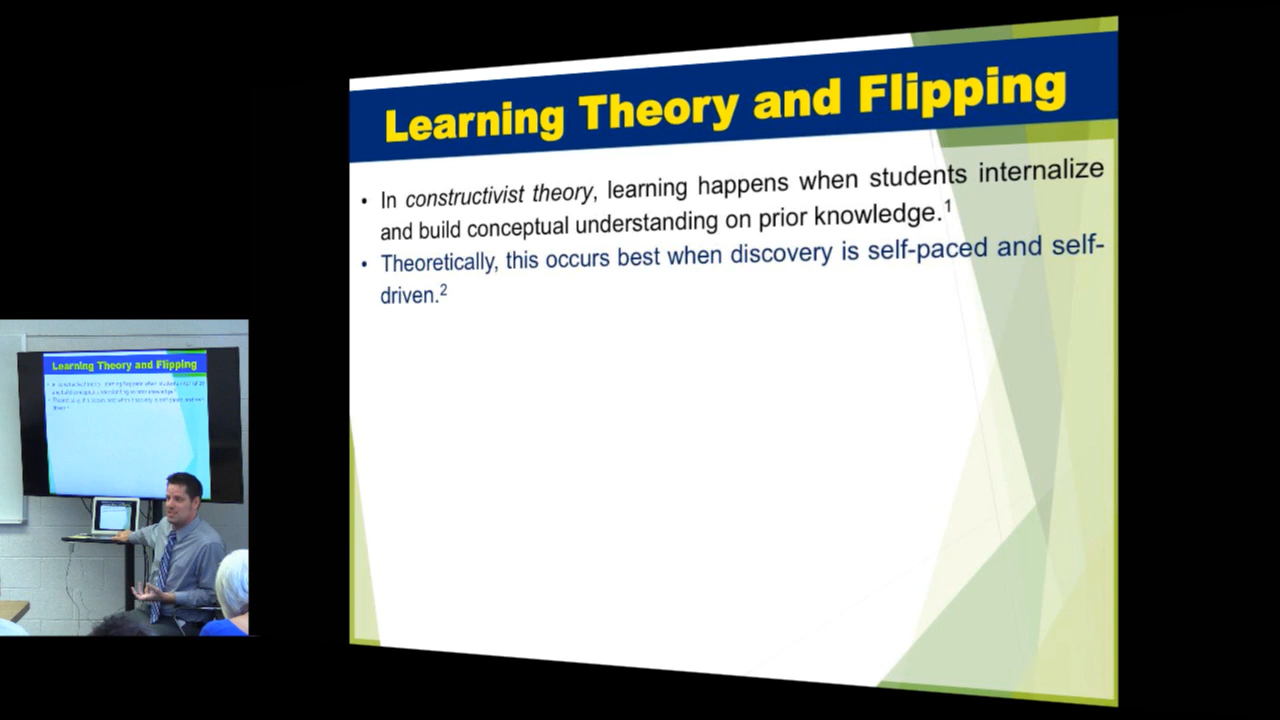 Learning Theory and Flipping
• In constructivist theory, learning happens when students internalize
and build conceptual understanding on prior knowledge.¹
• Theoretically, this occurs best when discovery is self-paced and self-
driven.²
Learning Theory and Flipping